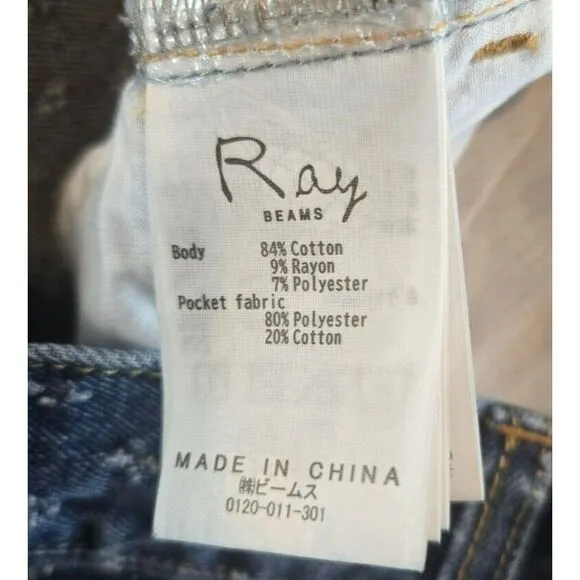 Ray
BEAMS
Body 84% Cotton
9% Rayon
7% Polyester
Pocket fabric
80% Polyester
20% Cotton
MADE IN CHINA
㈱ビームス
0120-011-301